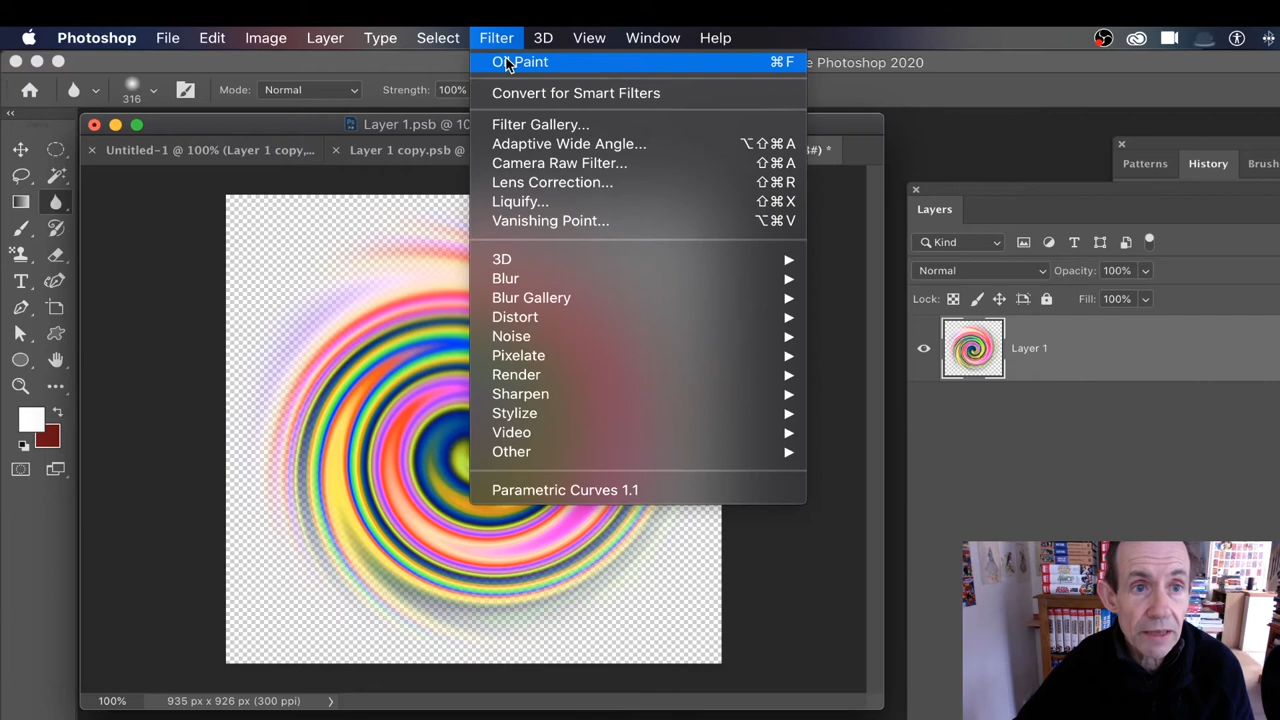 Photoshop File Edit Image Layer Type Select Filter 3D View Window Help
e Photoshop 2020
316 Mode: Normal Strength: 100%
Layer 1.psb @ 10
Untitled-1 @ 100% (Layer 1 copy,... Layer 1 copy.psb @ #) *
Paint ⌘F
Convert for Smart Filters
Filter Gallery...
Adaptive Wide Angle... ⌥⇧⌘A
Camera Raw Filter... ⇧⌘A
Lens Correction... ⇧⌘R
Liquify... ⇧⌘X
Vanishing Point... ⌥⌘V
3D
Blur
Blur Gallery
Distort
Noise
Pixelate
Render
Sharpen
Stylize
Video
Other
Parametric Curves 1.1
Patterns History Brush
Layers
Kind
Normal Opacity: 100%
Lock: Fill: 100%
Layer 1
100% 935 px x 926 px (300 ppi)